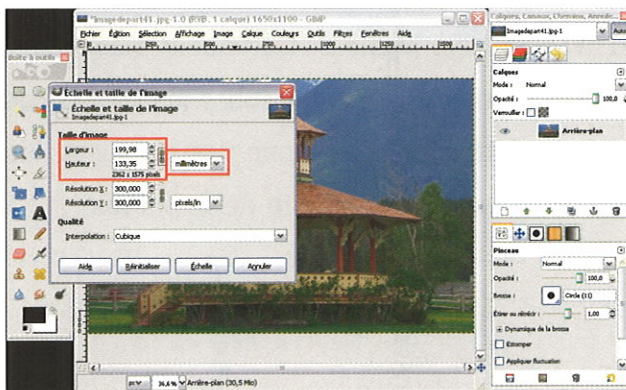 *Imagedepart41.jpg-1.0 (RVB, 1 calque) 1650x1100 – GIMP
Fichier Édition Sélection Affichage Image Calque Couleurs Outils Filtres Fenêtres Aide
Boîte à outils
Échelle et taille de l'image
Échelle et taille de l'image
Imagedepart41.jpg-1
Taille d'image
Largeur : 199,98
Hauteur : 133,35 millimètres
2362 x 1575 pixels
Résolution X : 300,000
Résolution Y : 300,000 pixels/in
Qualité
Interpolation : Cubique
Aide Réinitialiser Échelle Annuler
px 36,6% Arrière-plan (30,5 Mio)
Calques, Canaux, Chemins, Annule...
Imagedepart41.jpg-1 Auto
Calques
Mode : Normal
Opacité : 100,0
Verrouiller :
Arrière-plan
Pinceau
Mode : Normal
Opacité : 100,0
Brosse : Circle (11)
Étirer ou rétrécir : 1,00
Dynamique de la brosse
Estomper
Appliquer fluctuation